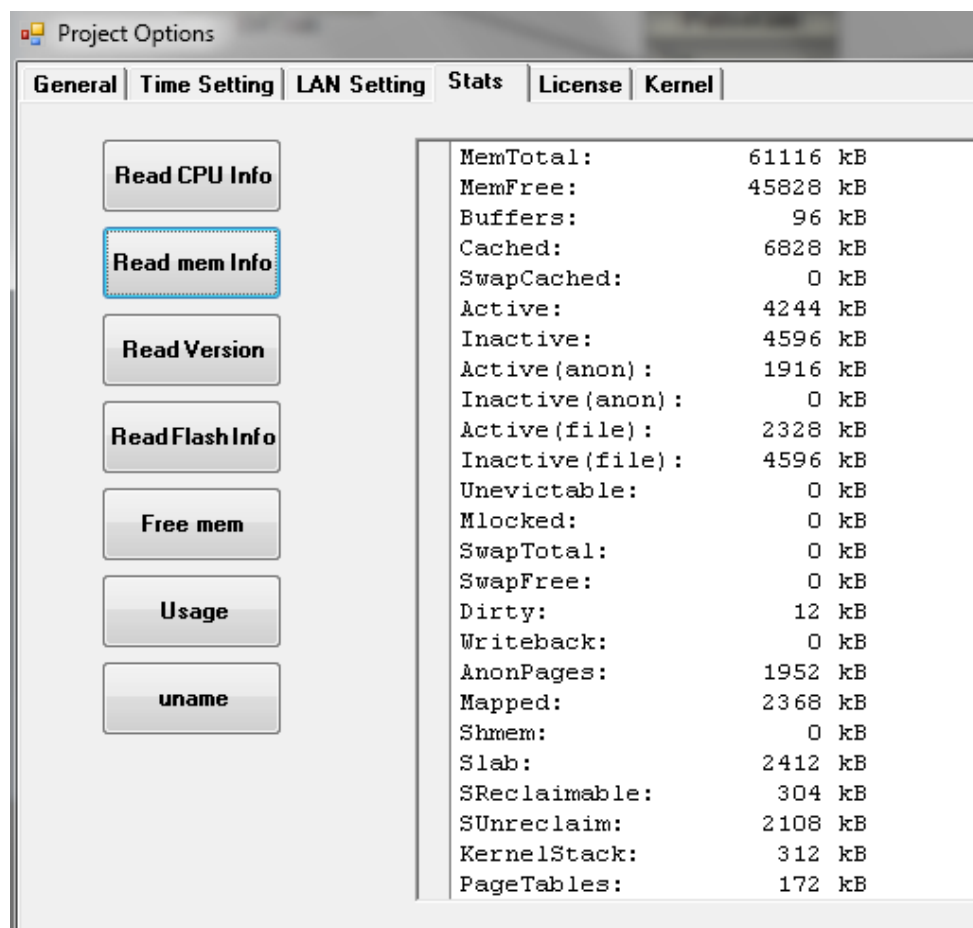 Project Options
General Time Setting LAN Setting Stats License Kernel
Read CPU Info
Read mem Info
Read Version
Read Flash Info
Free mem
Usage
uname
MemTotal: 61116 kB
MemFree: 45828 kB
Buffers: 96 kB
Cached: 6828 kB
SwapCached: 0 kB
Active: 4244 kB
Inactive: 4596 kB
Active(anon): 1916 kB
Inactive(anon): 0 kB
Active(file): 2328 kB
Inactive(file): 4596 kB
Unevictable: 0 kB
Mlocked: 0 kB
SwapTotal: 0 kB
SwapFree: 0 kB
Dirty: 12 kB
Writeback: 0 kB
AnonPages: 1952 kB
Mapped: 2368 kB
Shmem: 0 kB
Slab: 2412 kB
SReclaimable: 304 kB
SUnreclaim: 2108 kB
KernelStack: 312 kB
PageTables: 172 kB